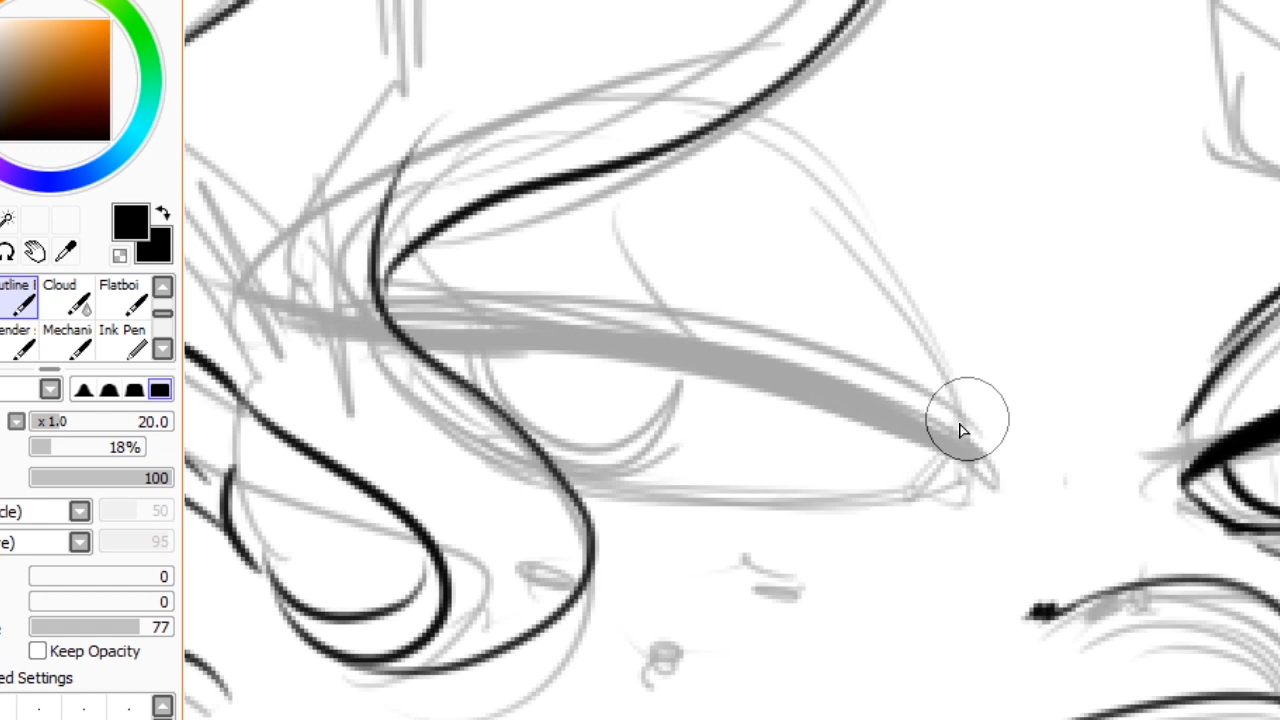 utline I Cloud Flatboi
ender : Mechani Ink Pen
x 1.0 20.0
18%
100
cle) 50
e) 95
0
0
77
Keep Opacity
ed Settings